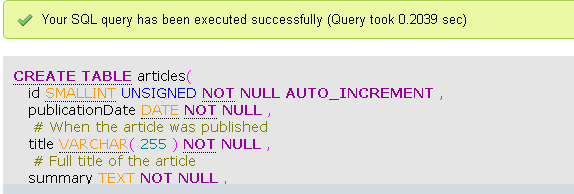 Your SQL query has been executed successfully (Query took 0.2039 sec)
CREATE TABLE articles(
id SMALLINT UNSIGNED NOT NULL AUTO_INCREMENT ,
publicationDate DATE NOT NULL ,
# When the article was published
title VARCHAR( 255 ) NOT NULL ,
# Full title of the article
summary TEXT NOT NULL ,